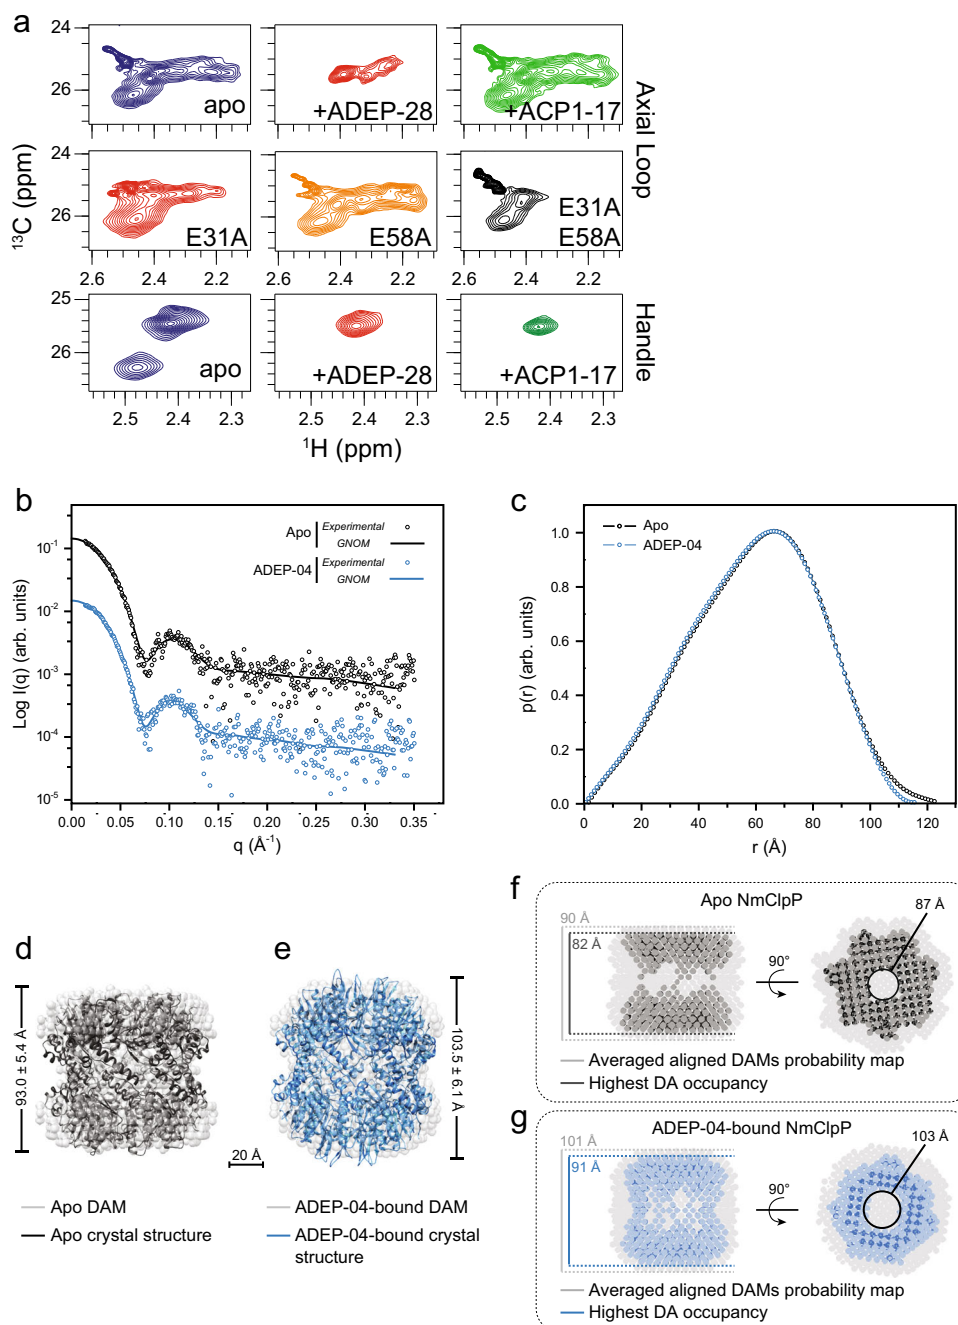 a
24
26
apo
+ADEP-28
+ACP1-17
Axial Loop
2.6 2.4 2.2
24
26
E31A
E58A
E31A
E58A
13C (ppm)
2.6 2.4 2.2 2.6 2.4 2.2 2.6 2.4 2.2
25
26
apo
+ADEP-28
+ACP1-17
Handle
2.5 2.4 2.3 2.5 2.4 2.3 2.5 2.4 2.3
1H (ppm)
b
Log I(q) (arb. units)
10-1
10-2
10-3
10-4
10-5
Apo Experimental
GNOM
ADEP-04 Experimental
GNOM
0.00 0.05 0.10 0.15 0.20 0.25 0.30 0.35
q (Å-1)
c
p(r) (arb. units)
1.0
0.8
0.6
0.4
0.2
0.0
Apo
ADEP-04
0 20 40 60 80 100 120
r (Å)
d
93.0 ± 5.4 Å
Apo DAM
Apo crystal structure
20 Å
e
103.5 ± 6.1 Å
ADEP-04-bound DAM
ADEP-04-bound crystal
structure
f
Apo NmClpP
90 Å
82 Å
90°
87 Å
Averaged aligned DAMs probability map
Highest DA occupancy
g
ADEP-04-bound NmClpP
101 Å
91 Å
90°
103 Å
Averaged aligned DAMs probability map
Highest DA occupancy